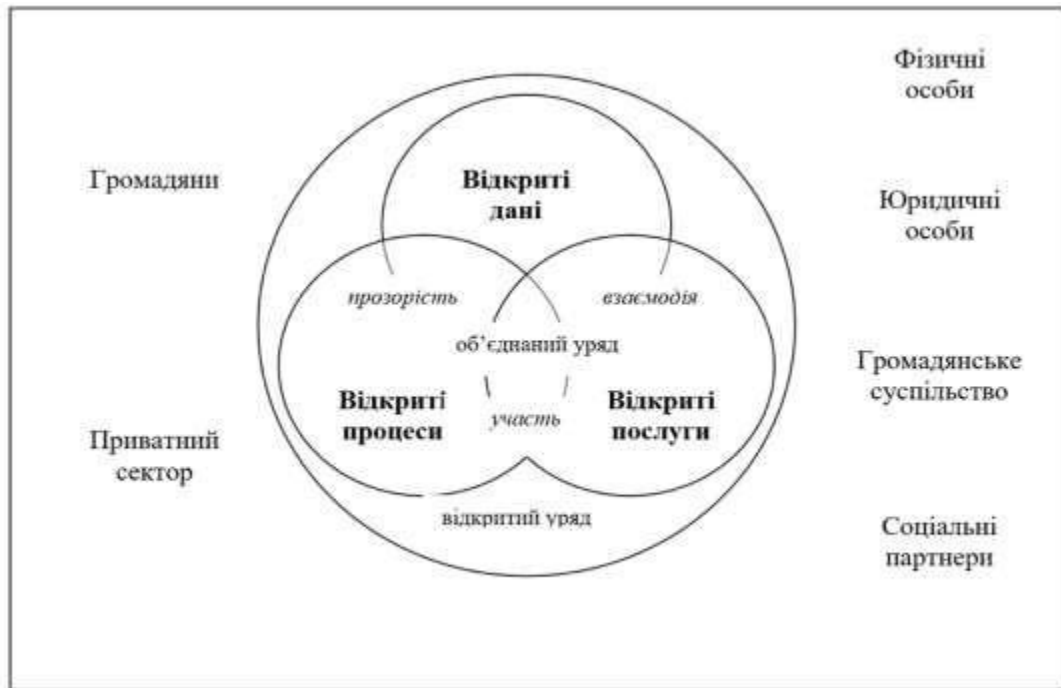 Фізичні
особи
Громадяни
Відкриті
дані
Юридичні
особи
прозорість
взаємодія
об’єднаний уряд
Громадянське
суспільство
Відкриті
процеси
участь
Відкриті
послуги
Приватний
сектор
відкритий уряд
Соціальні
партнери